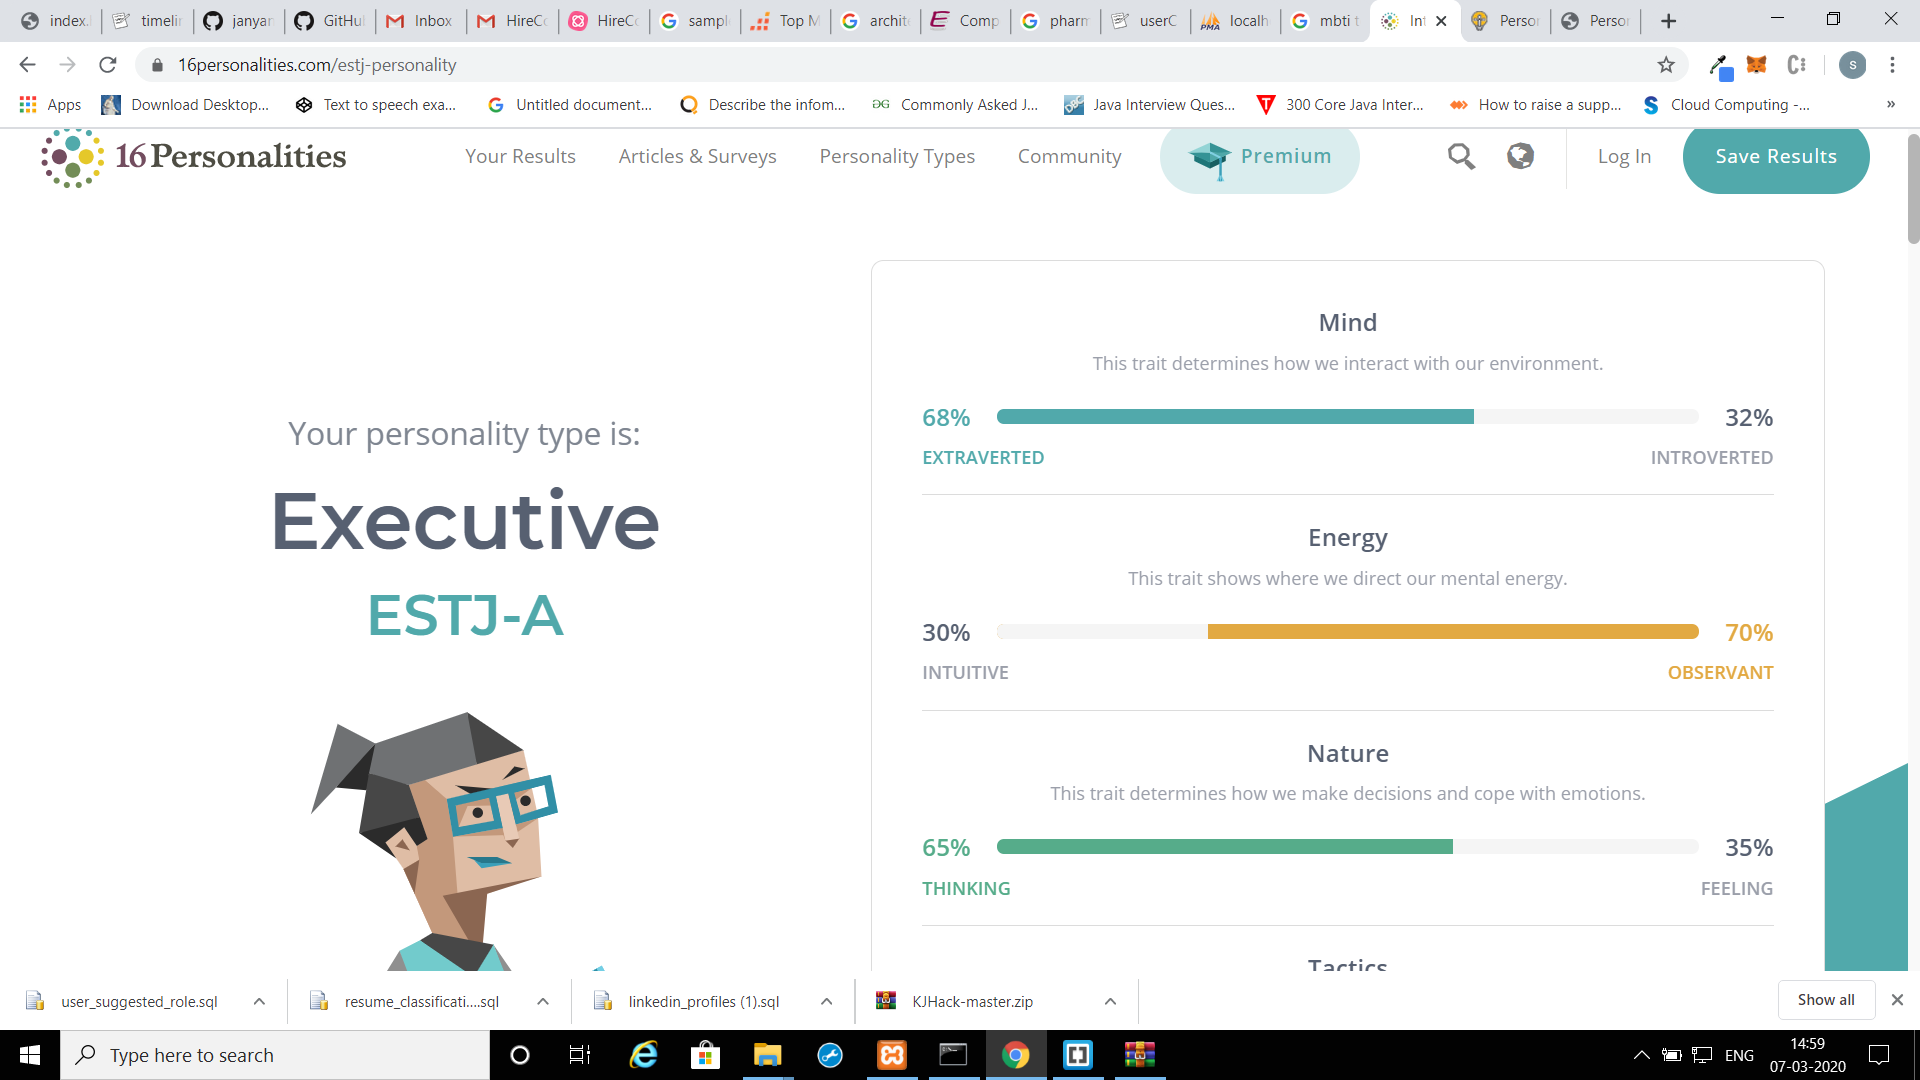 index.
timelin
janyan
GitHu
Inbox
HireCo
HireCo
sampl
Top M
archite
Comp
pharm
userC
localh
mbti t
Int
Perso
Perso
16personalities.com/estj-personality
s
Apps
Download Desktop...
Text to speech exa...
Untitled document...
Describe the infom...
Commonly Asked J...
Java Interview Ques...
300 Core Java Inter...
How to raise a supp...
Cloud Computing -...
»
16Personalities
Your Results
Articles & Surveys
Personality Types
Community
Premium
Log In
Save Results
Your personality type is:
Executive
ESTJ-A
Mind
This trait determines how we interact with our environment.
68%
32%
EXTRAVERTED
INTROVERTED
Energy
This trait shows where we direct our mental energy.
30%
70%
INTUITIVE
OBSERVANT
Nature
This trait determines how we make decisions and cope with emotions.
65%
35%
THINKING
FEELING
Tactics
user_suggested_role.sql
resume_classificati....sql
linkedin_profiles (1).sql
KJHack-master.zip
Show all
Type here to search
ENG
14:59
07-03-2020